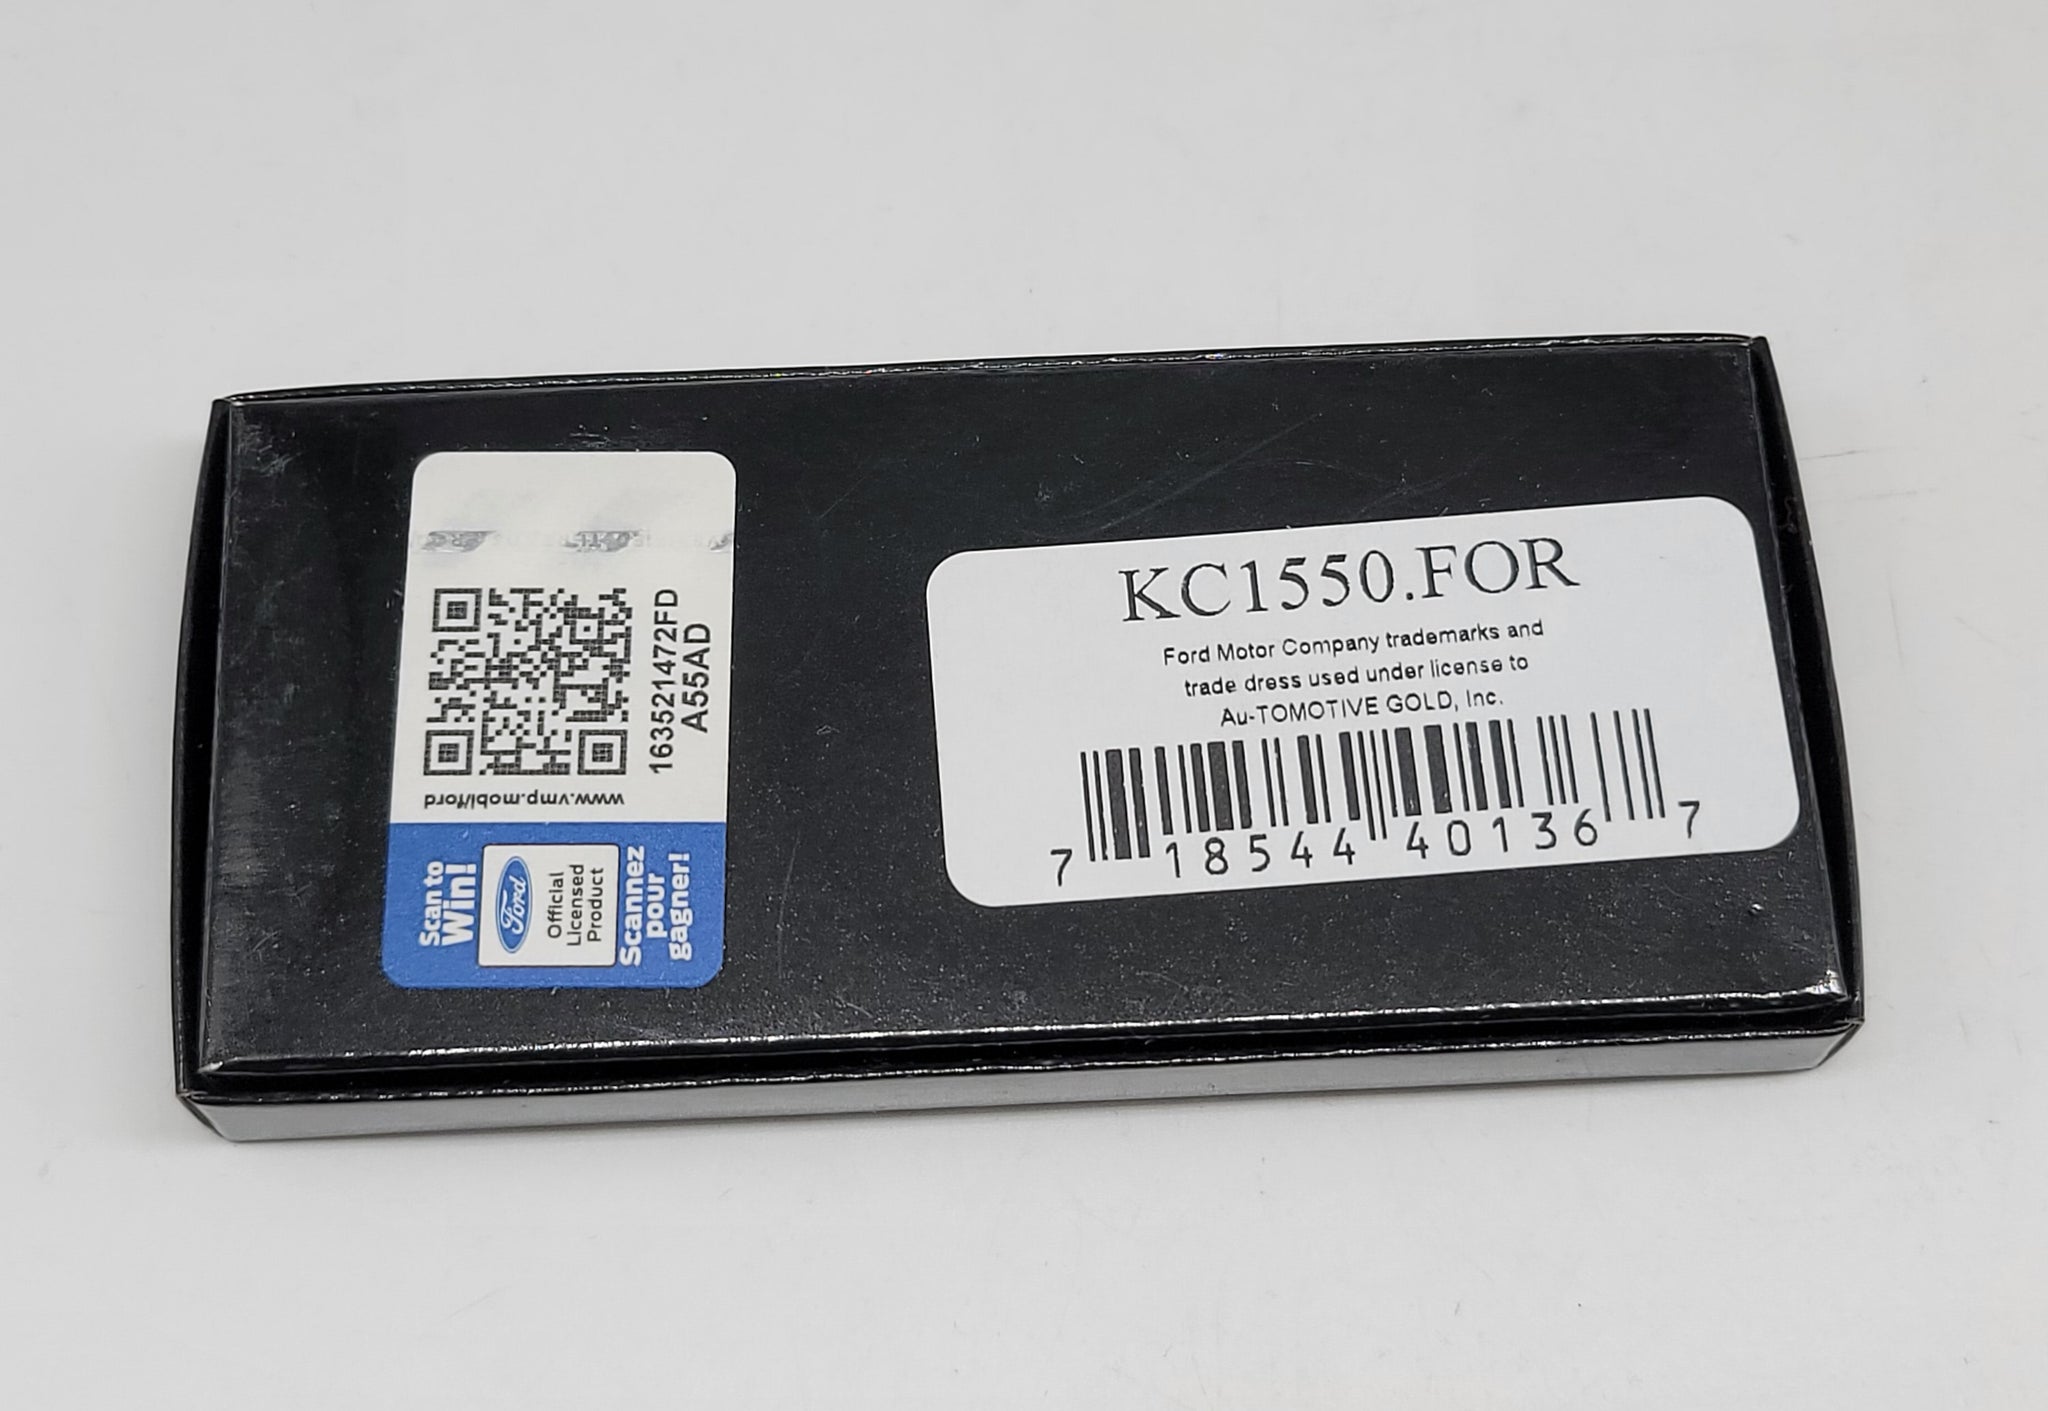 www.vmp.mobi/ford
163521472FD
A55AD
Scan to
Win!
Ford
Official
Licensed
Product
Scannez
pour
gagner!
KC1550.FOR
Ford Motor Company trademarks and
trade dress used under license to
Au-TOMOTIVE GOLD, Inc.
7 18544 40136 7